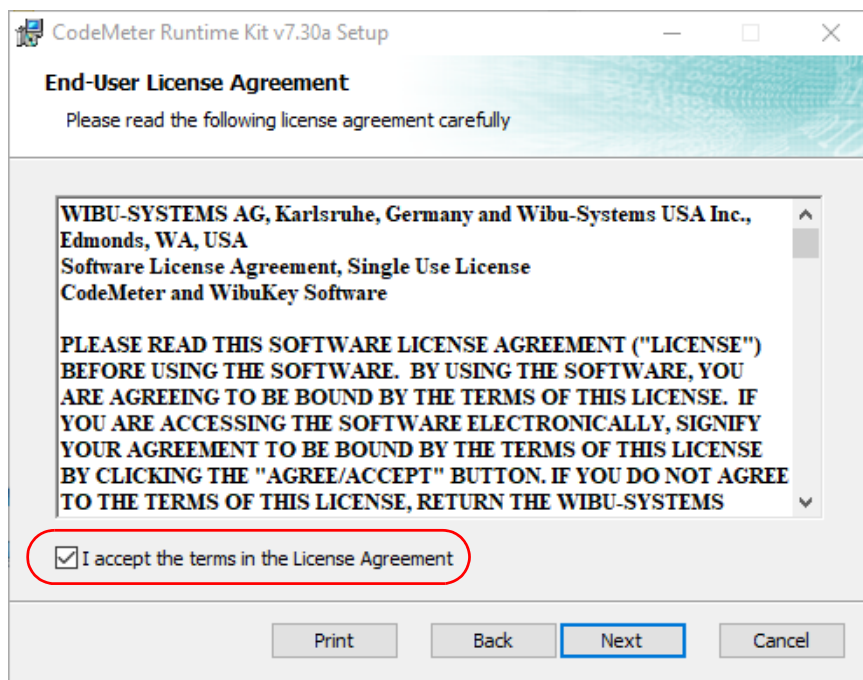 CodeMeter Runtime Kit v7.30a Setup
End-User License Agreement
Please read the following license agreement carefully
WIBU-SYSTEMS AG, Karlsruhe, Germany and Wibu-Systems USA Inc.,
Edmonds, WA, USA
Software License Agreement, Single Use License
CodeMeter and WibuKey Software
PLEASE READ THIS SOFTWARE LICENSE AGREEMENT ("LICENSE")
BEFORE USING THE SOFTWARE.  BY USING THE SOFTWARE, YOU
ARE AGREEING TO BE BOUND BY THE TERMS OF THIS LICENSE.  IF
YOU ARE ACCESSING THE SOFTWARE ELECTRONICALLY, SIGNIFY
YOUR AGREEMENT TO BE BOUND BY THE TERMS OF THIS LICENSE
BY CLICKING THE "AGREE/ACCEPT" BUTTON. IF YOU DO NOT AGREE
TO THE TERMS OF THIS LICENSE, RETURN THE WIBU-SYSTEMS
I accept the terms in the License Agreement
Print Back Next Cancel